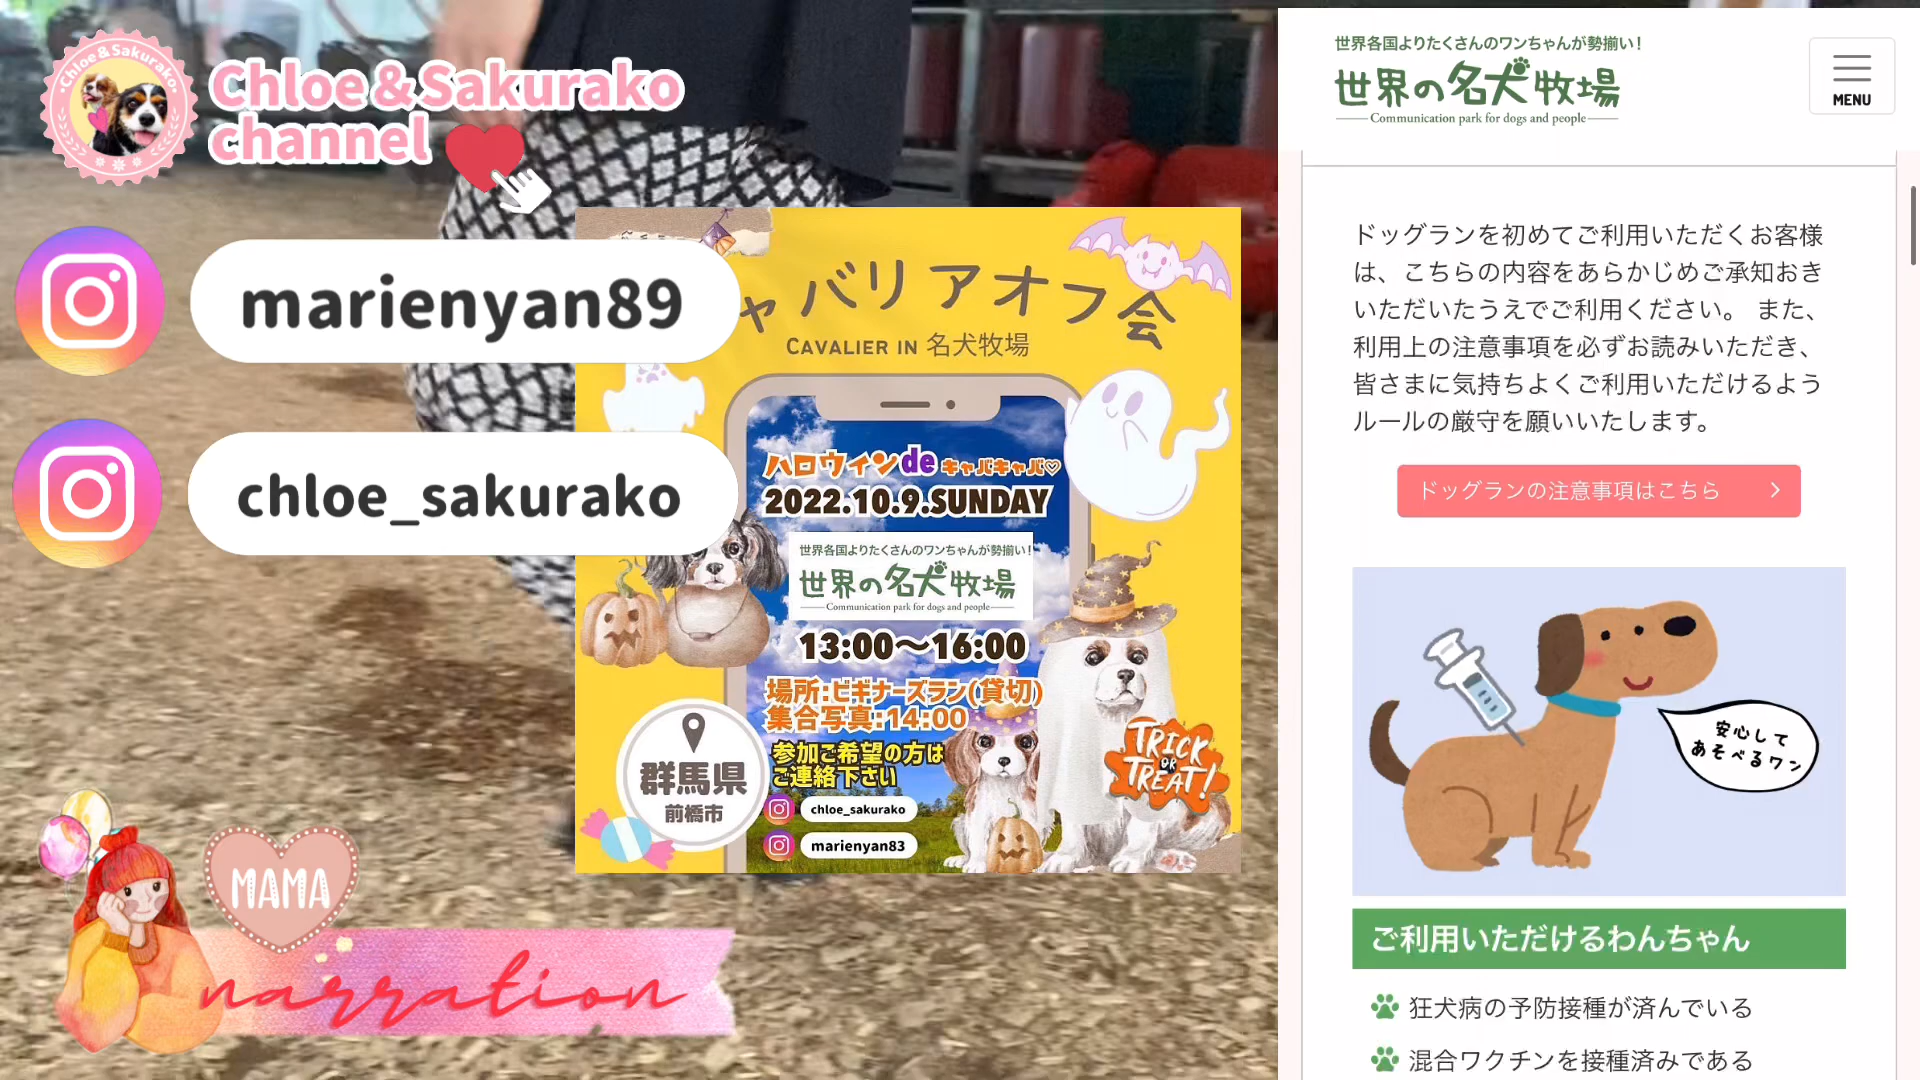 Chloe&Sakurako
Chloe&Sakurako
channel
marienyan89
chloe_sakurako
ャバリアオフ会
CAVALIER IN 名犬牧場
ハロウィンdeキャバキャバ♡
2022.10.9.SUNDAY
世界各国よりたくさんのワンちゃんが勢揃い!
世界の名犬牧場
Communication park for dogs and people
13:00〜16:00
場所:ビギナーズラン(貸切)
集合写真:14:00
参加ご希望の方は
ご連絡下さい
群馬県
前橋市
chloe_sakurako
marienyan83
TRICK
OR
TREAT!
MAMA
narration
世界各国よりたくさんのワンちゃんが勢揃い!
世界の名犬牧場
Communication park for dogs and people
MENU
ドッグランを初めてご利用いただくお客様
は、こちらの内容をあらかじめご承知おき
いただいたうえでご利用ください。 また、
利用上の注意事項を必ずお読みいただき、
皆さまに気持ちよくご利用いただけるよう
ルールの厳守を願いいたします。
ドッグランの注意事項はこちら
安心して
あそべるワン
ご利用いただけるわんちゃん
狂犬病の予防接種が済んでいる
混合ワクチンを接種済みである